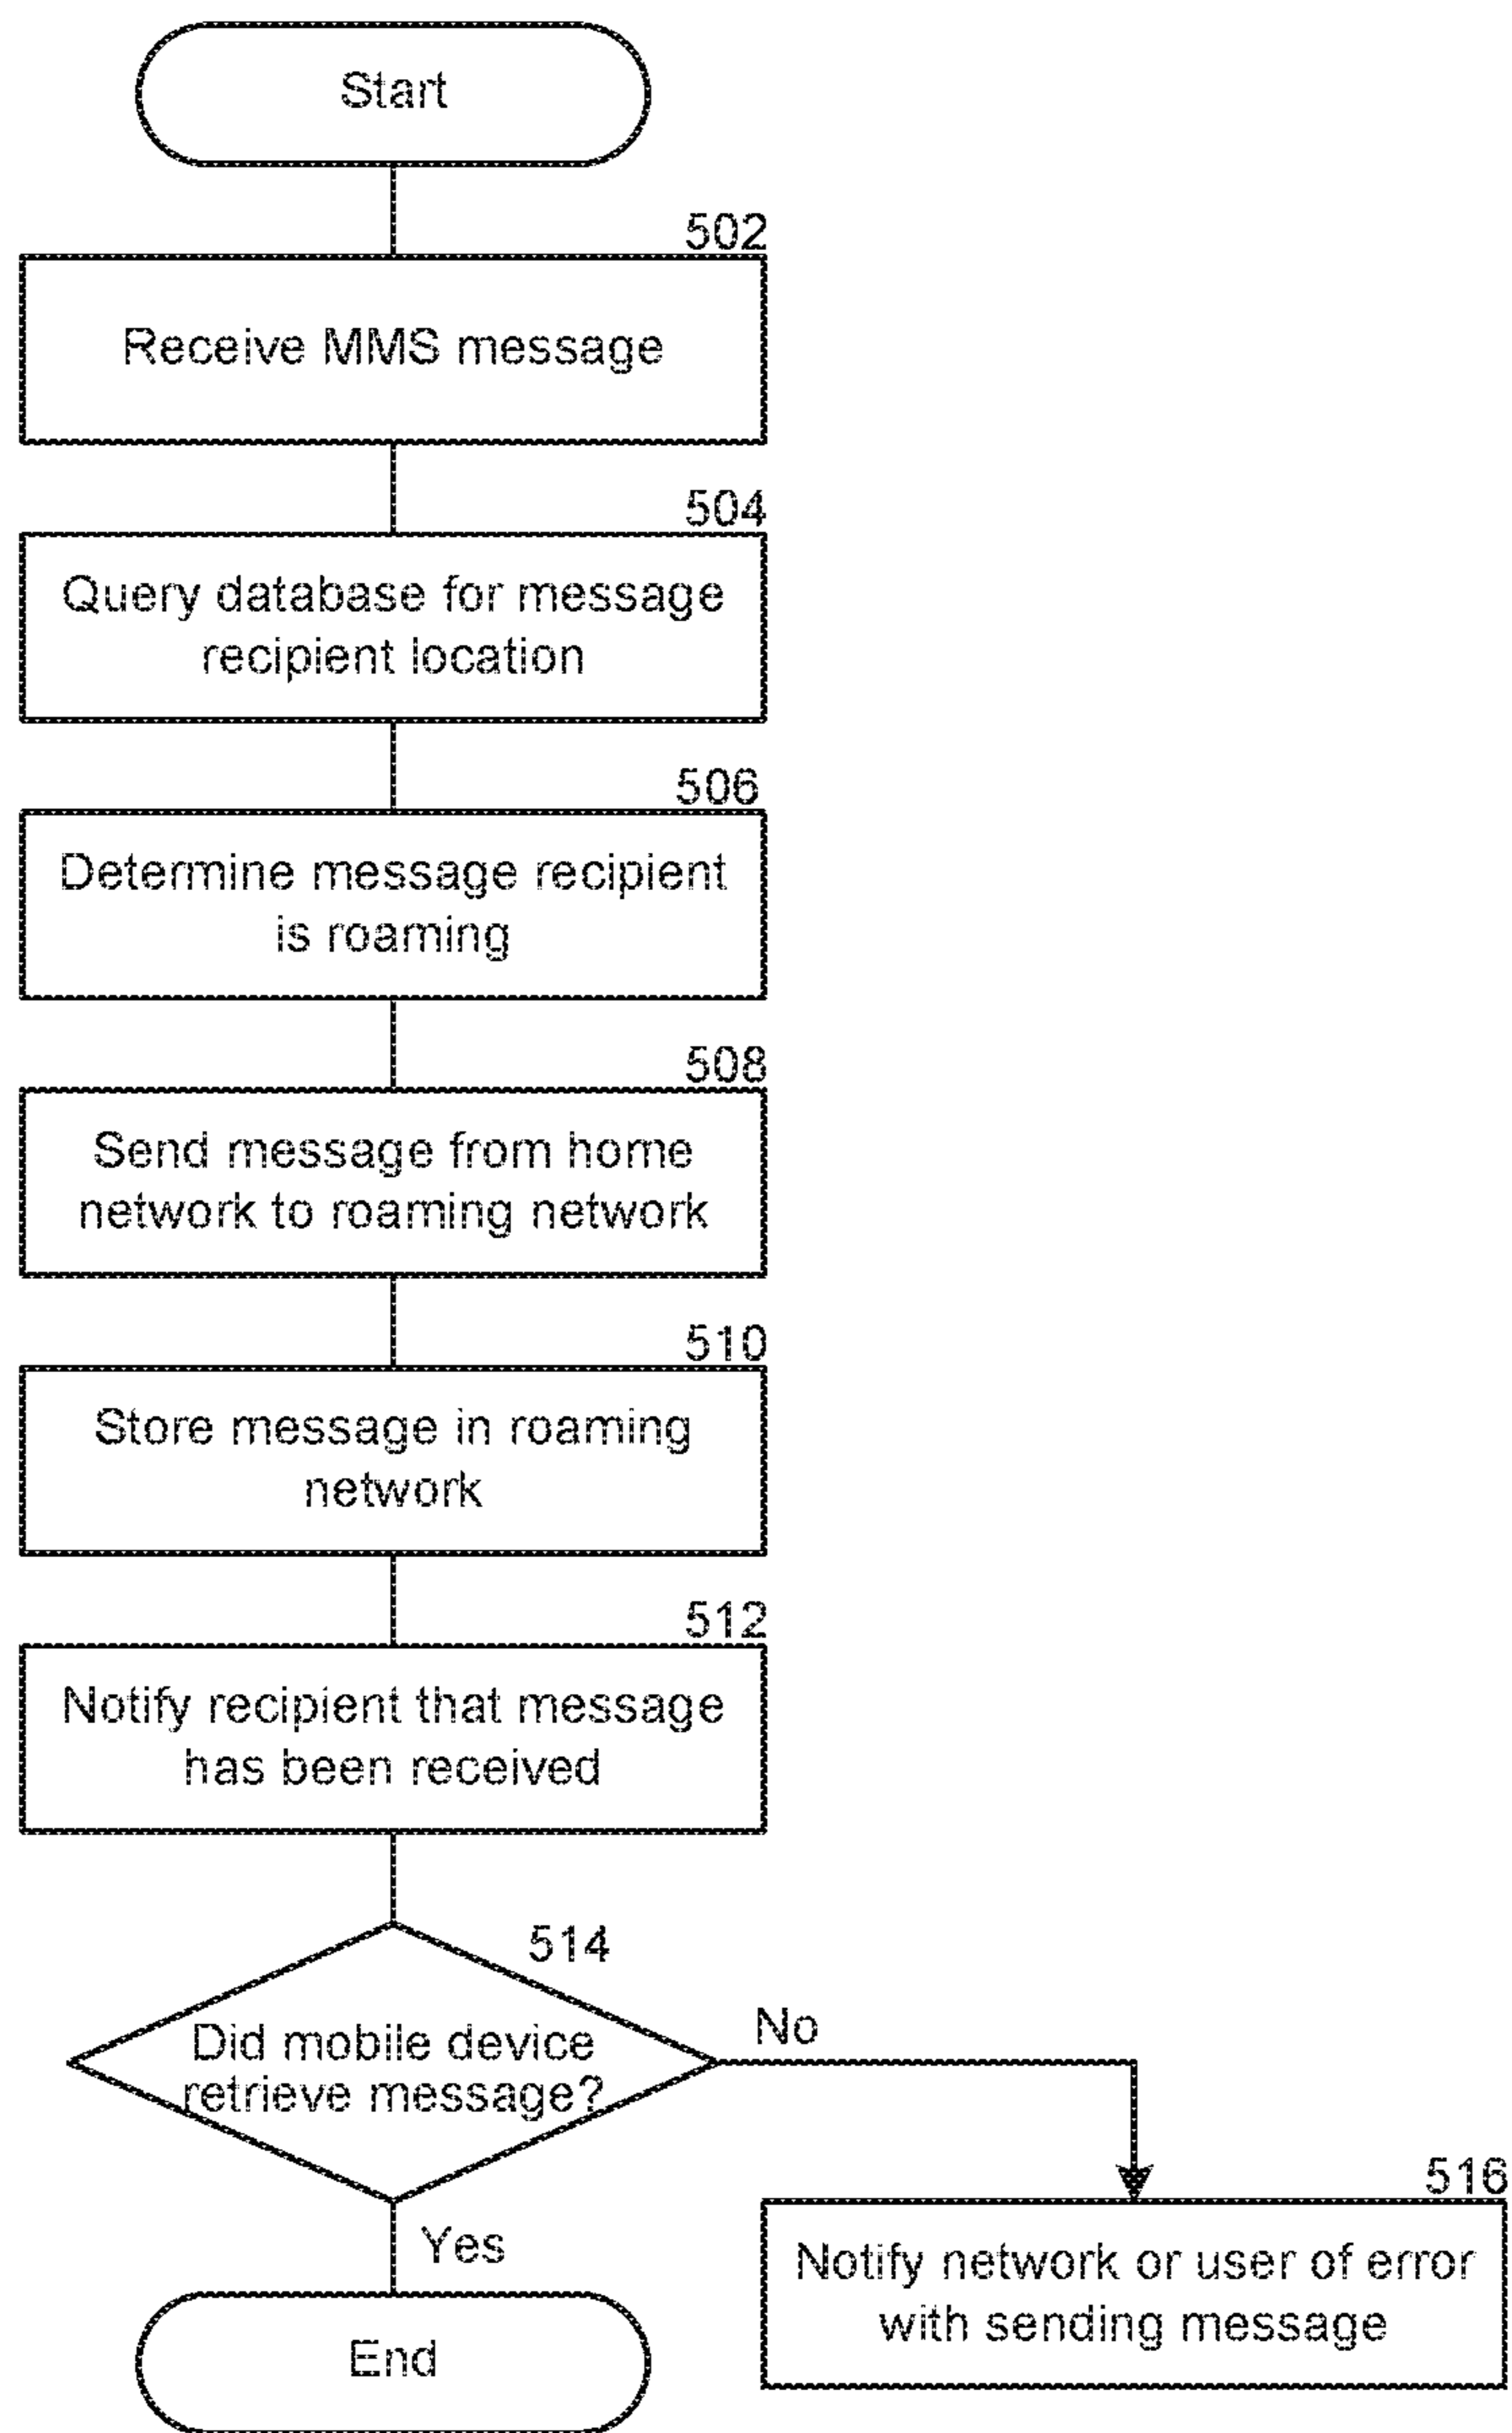 Start
502
Receive MMS message
504
Query database for message
recipient location
506
Determine message recipient
is roaming
508
Send message from home
network to roaming network
510
Store message in roaming
network
512
Notify recipient that message
has been received
514
Did mobile device
retrieve message?
No
Yes
516
Notify network or user of error
with sending message
End